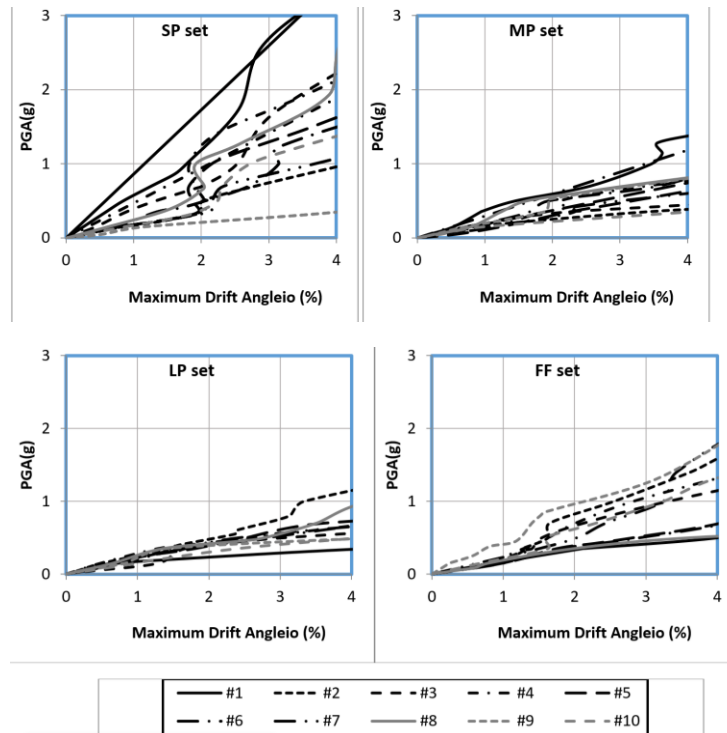 SP set
3
2
1
0
PGA(g)
0 1 2 3 4
Maximum Drift Angleio (%)
MP set
3
2
1
0
PGA(g)
0 1 2 3 4
Maximum Drift Angleio (%)
LP set
3
2
1
0
PGA(g)
0 1 2 3 4
Maximum Drift Angleio (%)
FF set
3
2
1
0
PGA(g)
0 1 2 3 4
Maximum Drift Angleio (%)
#1 #2 #3 #4 #5
#6 #7 #8 #9 #10